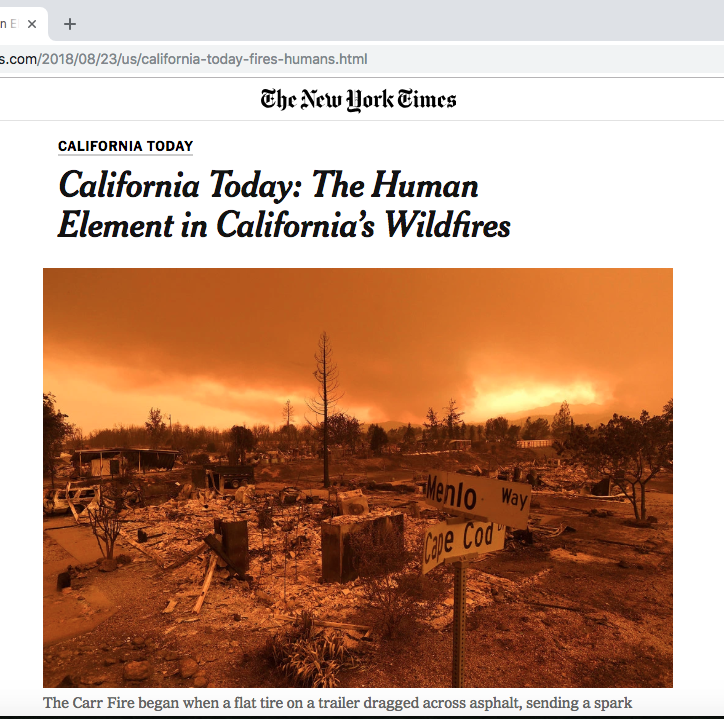 n E
s.com/2018/08/23/us/california-today-fires-humans.html
The New York Times
CALIFORNIA TODAY
California Today: The Human
Element in California’s Wildfires
Menlo Way
Cape Cod Dr
The Carr Fire began when a flat tire on a trailer dragged across asphalt, sending a spark